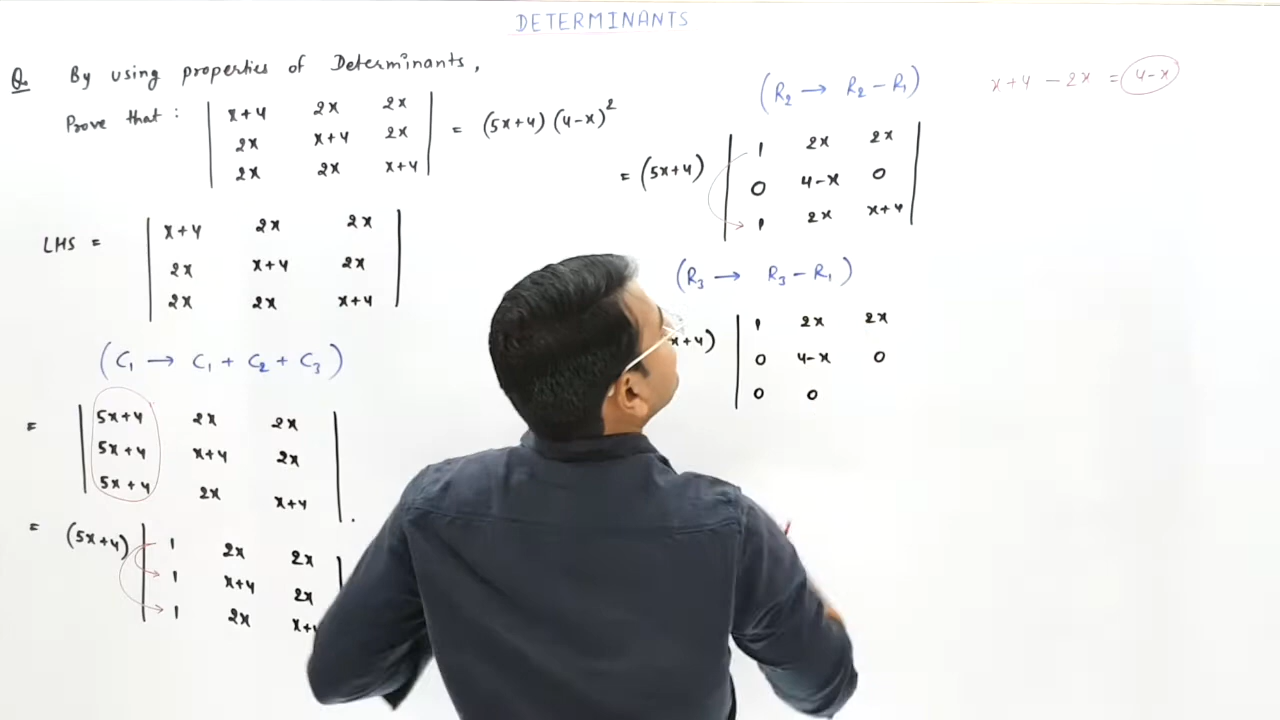 DETERMINANTS
Q. By using properties of Determinants,
Prove that : | x+4 2x 2x |
| 2x x+4 2x | = (5x+4) (4-x)²
| 2x 2x x+4 |
LHS = | x+4 2x 2x |
| 2x x+4 2x |
| 2x 2x x+4 |
(C₁ → C₁ + C₂ + C₃)
= | 5x+4 2x 2x |
| 5x+4 x+4 2x |
| 5x+4 2x x+4 | .
= (5x+4) | 1 2x 2x |
| 1 x+4 2x |
| 1 2x
(R₂ → R₂ - R₁)
= (5x+4) | 1 2x 2x |
| 0 4-x 0 |
| 1 2x x+4 |
(R₃ → R₃ - R₁)
x+4) | 1 2x 2x
| 0 4-x 0
| 0 0
x+4 - 2x = 4-x